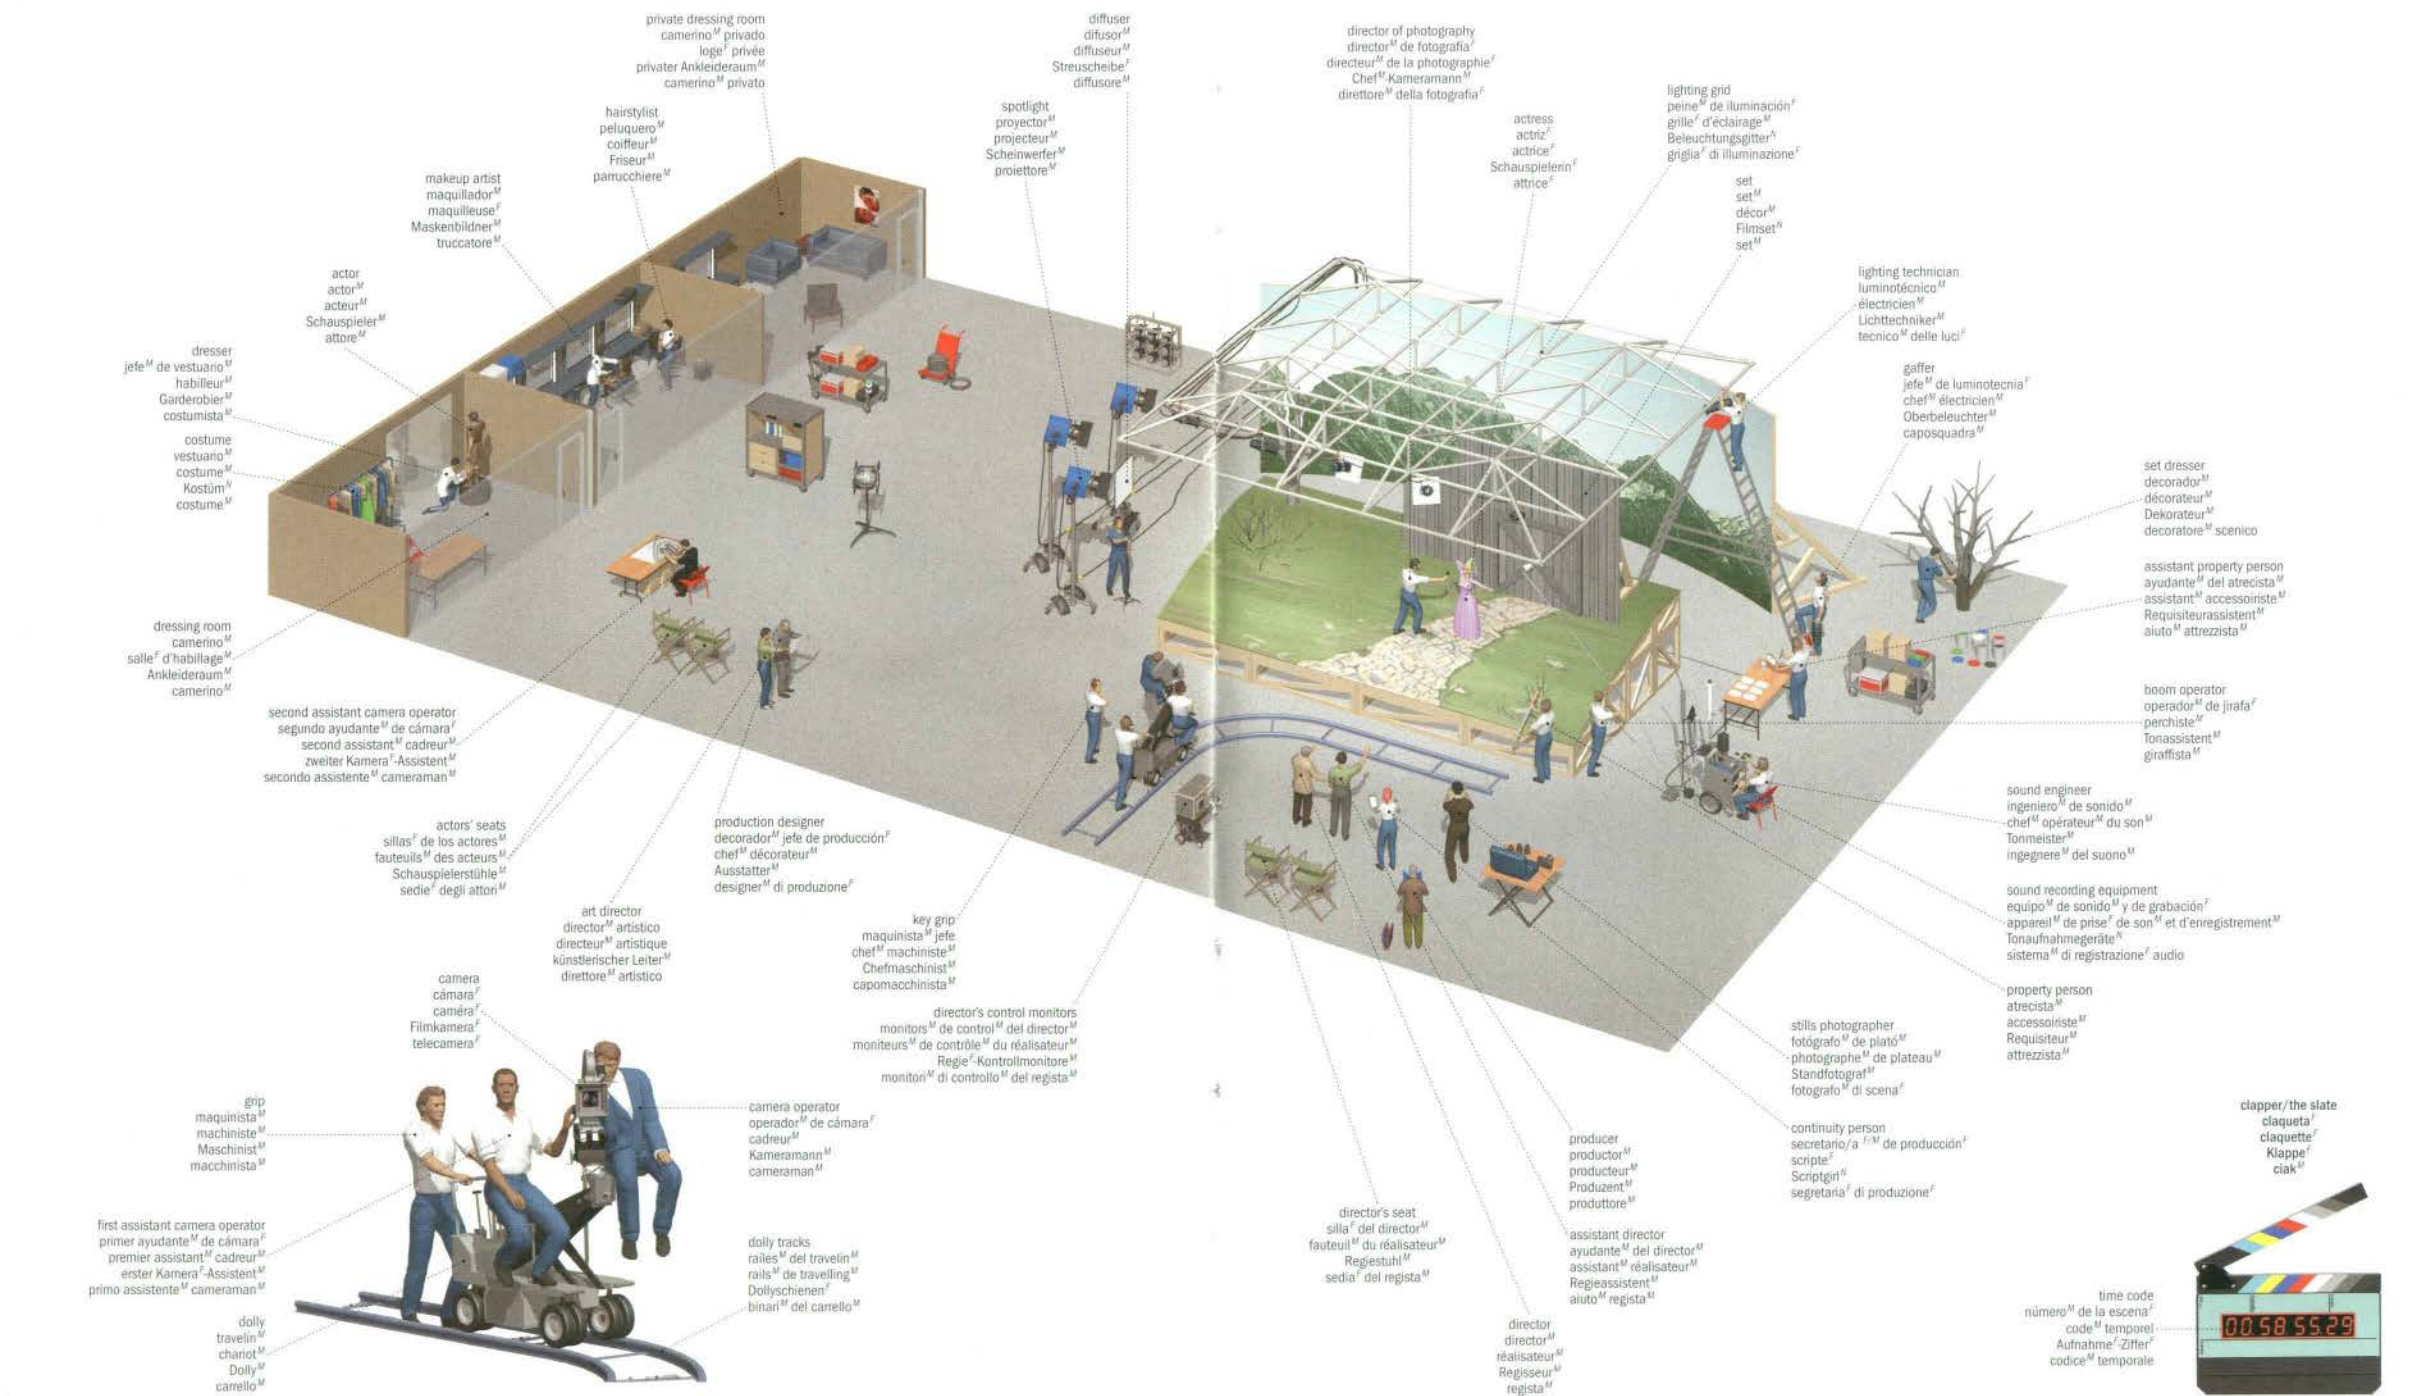 private dressing room
camerino^M privado
loge^F privée
privater Ankleideraum^M
camerino^M privato
diffuser
difusor^M
diffuseur^M
Streuscheibe^F
diffusore^M
director of photography
director^M de fotografía^F
directeur^M de la photographie^F
Chef^M-Kameramann^M
direttore^M della fotografia^F
hairstylist
peluquero^M
coiffeur^M
Friseur^M
parrucchiere^M
spotlight
proyector^M
projecteur^M
Scheinwerfer^M
proiettore^M
actress
actriz^F
actrice^F
Schauspielerin^F
attrice^F
lighting grid
peine^M de iluminación^F
grille^F d'éclairage^M
Beleuchtungsgitter^N
griglia^F di illuminazione^F
makeup artist
maquillador^M
maquilleuse^F
Maskenbildner^M
truccatore^M
set
set^M
décor^M
Filmset^N
set^M
actor
actor^M
acteur^M
Schauspieler^M
attore^M
lighting technician
luminotécnico^M
électricien^M
Lichttechniker^M
tecnico^M delle luci^F
dresser
jefe^M de vestuario^M
habilleur^M
Garderobier^M
costumista^M
gaffer
jefe^M de luminotecnia^F
chef^M électricien^M
Oberbeleuchter^M
caposquadra^M
costume
vestuario^M
costume^M
Kostüm^N
costume^M
set dresser
decorador^M
décorateur^M
Dekorateur^M
decoratore^M scenico
assistant property person
ayudante^M del atrecista^M
assistant^M accessoiriste^M
Requisiteurassistent^M
aiuto^M attrezzista^M
dressing room
camerino^M
salle^F d'habillage^M
Ankleideraum^M
camerino^M
boom operator
operador^M de jirafa^F
perchiste^M
Tonassistent^M
giraffista^M
second assistant camera operator
segundo ayudante^M de cámara^F
second assistant^M cadreur^M
zweiter Kamera^F-Assistent^M
secondo assistente^M cameraman^M
sound engineer
ingeniero^M de sonido^M
chef^M opérateur^M du son^M
Tonmeister^M
ingegnere^M del suono^M
actors' seats
sillas^F de los actores^M
fauteuils^M des acteurs^M
Schauspielerstühle^M
sedie^F degli attori^M
production designer
decorador^M jefe de producción^F
chef^M décorateur^M
Ausstatter^M
designer^M di produzione^F
sound recording equipment
equipo^M de sonido^M y de grabación^F
appareil^M de prise^F de son^M et d'enregistrement^M
Tonaufnahmegeräte^N
sistema^M di registrazione^F audio
art director
director^M artístico
directeur^M artistique
künstlerischer Leiter^M
direttore^M artistico
key grip
maquinista^M jefe
chef^M machiniste^M
Chefmaschinist^M
capomacchinista^M
property person
atrecista^M
accessoiriste^M
Requisiteur^M
attrezzista^M
camera
cámara^F
caméra^F
Filmkamera^F
telecamera^F
director's control monitors
monitors^M de control^M del director^M
moniteurs^M de contrôle^M du réalisateur^M
Regie^F-Kontrollmonitore^M
monitori^M di controllo^M del regista^M
stills photographer
fotógrafo^M de plató^M
photographe^M de plateau^M
Standfotograf^M
fotografo^M di scena^F
grip
maquinista^M
machiniste^M
Maschinist^M
macchinista^M
camera operator
operador^M de cámara^F
cadreur^M
Kameramann^M
cameraman^M
continuity person
secretario/a^F/M de producción^F
scripte^F
Scriptgirl^N
segretaria^F di produzione^F
producer
productor^M
producteur^M
Produzent^M
produttore^M
clapper/the slate
claqueta^F
claquette^F
Klappe^F
ciak^M
first assistant camera operator
primer ayudante^M de cámara^F
premier assistant^M cadreur^M
erster Kamera^F-Assistent^M
primo assistente^M cameraman^M
dolly tracks
raíles^M del travelín^M
rails^M de travelling^M
Dollyschienen^F
binari^M del carrello^M
director's seat
silla^F del director^M
fauteuil^M du réalisateur^M
Regiestuhl^M
sedia^F del regista^M
assistant director
ayudante^M del director^M
assistant^M réalisateur^M
Regieassistent^M
aiuto^M regista^M
dolly
travelín^M
chariot^M
Dolly^M
carrello^M
director
director^M
réalisateur^M
Regisseur^M
regista^M
time code
número^M de la escena^F
code^M temporel
Aufnahme^F-Ziffer^F
codice^M temporale
00.58 55.29